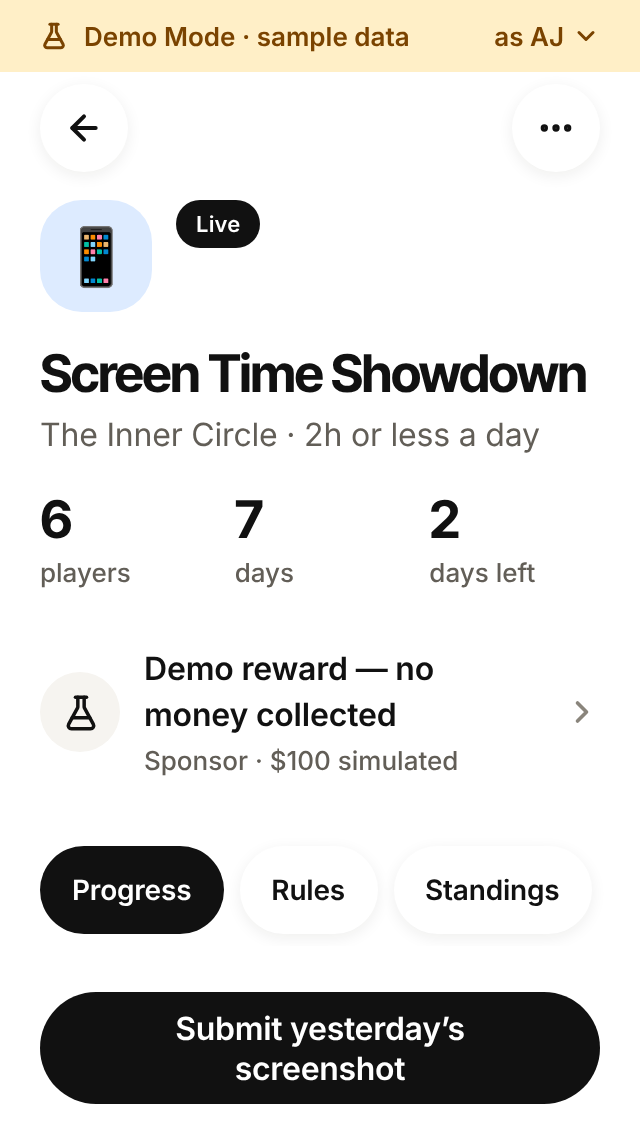 Demo Mode · sample data
as AJ
Live
Screen Time Showdown
The Inner Circle · 2h or less a day
6
players
7
days
2
days left
Demo reward — no
money collected
Sponsor · $100 simulated
Progress
Rules
Standings
Submit yesterday’s
screenshot